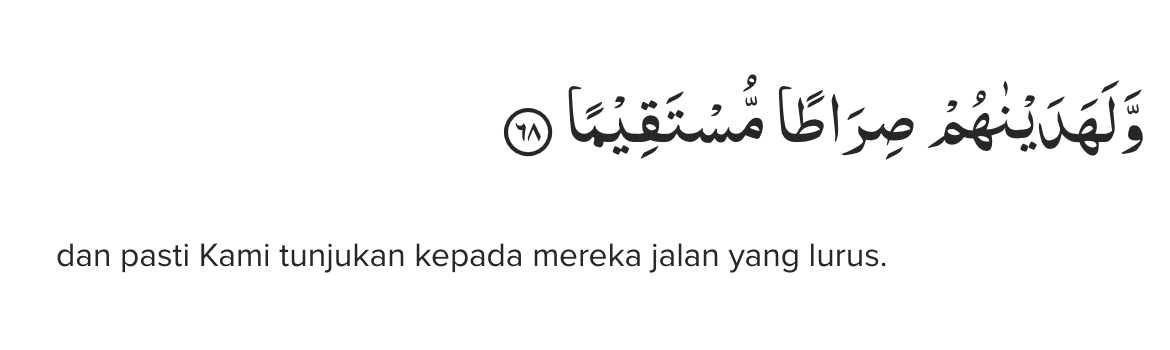 وَّلَهَدَيْنٰهُمْ صِرَاطًا مُّسْتَقِيْمًا ٦٨
dan pasti Kami tunjukan kepada mereka jalan yang lurus.